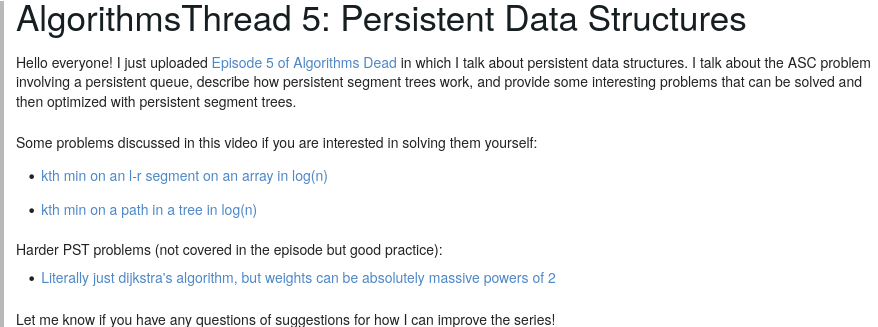 AlgorithmsThread 5: Persistent Data Structures
Hello everyone! I just uploaded Episode 5 of Algorithms Dead in which I talk about persistent data structures. I talk about the ASC problem
involving a persistent queue, describe how persistent segment trees work, and provide some interesting problems that can be solved and
then optimized with persistent segment trees.
Some problems discussed in this video if you are interested in solving them yourself:
• kth min on an l-r segment on an array in log(n)
• kth min on a path in a tree in log(n)
Harder PST problems (not covered in the episode but good practice):
• Literally just dijkstra's algorithm, but weights can be absolutely massive powers of 2
Let me know if you have any questions of suggestions for how I can improve the series!